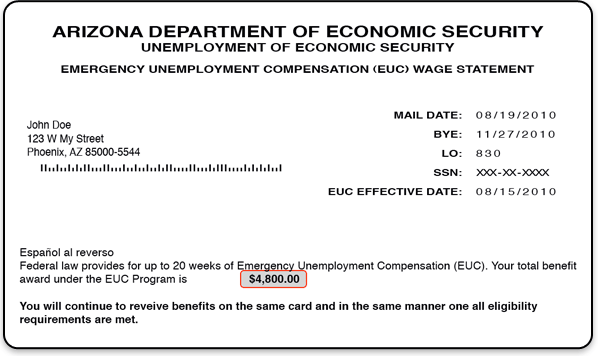 ARIZONA DEPARTMENT OF ECONOMIC SECURITY
UNEMPLOYMENT OF ECONOMIC SECURITY
EMERGENCY UNEMPLOYMENT COMPENSATION (EUC) WAGE STATEMENT
John Doe
123 W My Street
Phoenix, AZ 85000-5544
MAIL DATE: 08/19/2010
BYE: 11/27/2010
LO: 830
SSN: XXX-XX-XXXX
EUC EFFECTIVE DATE: 08/15/2010
Español al reverso
Federal law provides for up to 20 weeks of Emergency Unemployment Compensation (EUC). Your total benefit
award under the EUC Program is $4,800.00
You will continue to reveive benefits on the same card and in the same manner one all eligibility
requirements are met.